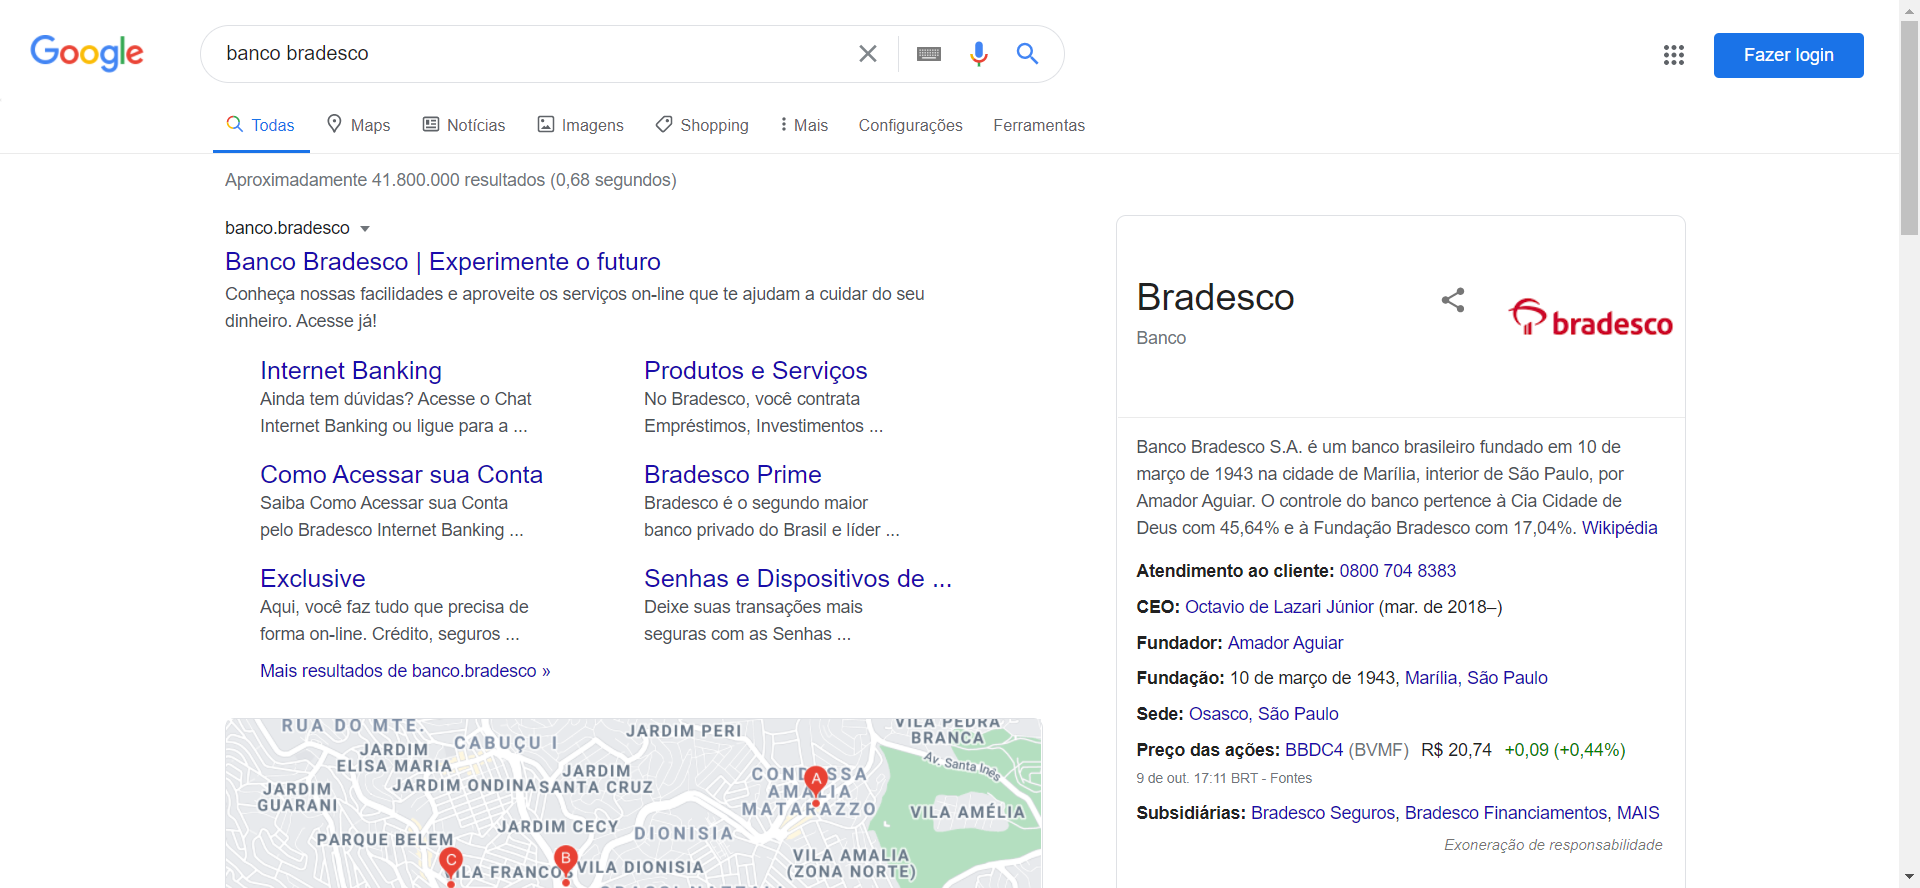 Google
banco bradesco
Fazer login
Todas
Maps
Notícias
Imagens
Shopping
Mais
Configurações
Ferramentas
Aproximadamente 41.800.000 resultados (0,68 segundos)
banco.bradesco
Banco Bradesco | Experimente o futuro
Conheça nossas facilidades e aproveite os serviços on-line que te ajudam a cuidar do seu
dinheiro. Acesse já!
Internet Banking
Ainda tem dúvidas? Acesse o Chat
Internet Banking ou ligue para a ...
Produtos e Serviços
No Bradesco, você contrata
Empréstimos, Investimentos ...
Como Acessar sua Conta
Saiba Como Acessar sua Conta
pelo Bradesco Internet Banking ...
Bradesco Prime
Bradesco é o segundo maior
banco privado do Brasil e líder ...
Exclusive
Aqui, você faz tudo que precisa de
forma on-line. Crédito, seguros ...
Senhas e Dispositivos de ...
Deixe suas transações mais
seguras com as Senhas ...
Mais resultados de banco.bradesco »
RUA DO MTE.
JARDIM
ELISA MARIA
CABUÇU I
JARDIM PERI
VILA PEDRA
BRANCA
Av. Santa Inês
JARDIM
GUARANI
JARDIM ONDINA
JARDIM
SANTA CRUZ
CONDESSA
AMALIA
MATARAZZO
A
VILA AMÉLIA
PARQUE BELEM
JARDIM CECY
DIONISIA
C
B
VILA DIONISIA
VILA AMALIA
(ZONA NORTE)
Bradesco
Banco
bradesco
Banco Bradesco S.A. é um banco brasileiro fundado em 10 de
março de 1943 na cidade de Marília, interior de São Paulo, por
Amador Aguiar. O controle do banco pertence à Cia Cidade de
Deus com 45,64% e à Fundação Bradesco com 17,04%. Wikipédia
Atendimento ao cliente: 0800 704 8383
CEO: Octavio de Lazari Júnior (mar. de 2018–)
Fundador: Amador Aguiar
Fundação: 10 de março de 1943, Marília, São Paulo
Sede: Osasco, São Paulo
Preço das ações: BBDC4 (BVMF) R$ 20,74 +0,09 (+0,44%)
9 de out. 17:11 BRT - Fontes
Subsidiárias: Bradesco Seguros, Bradesco Financiamentos, MAIS
Exoneração de responsabilidade